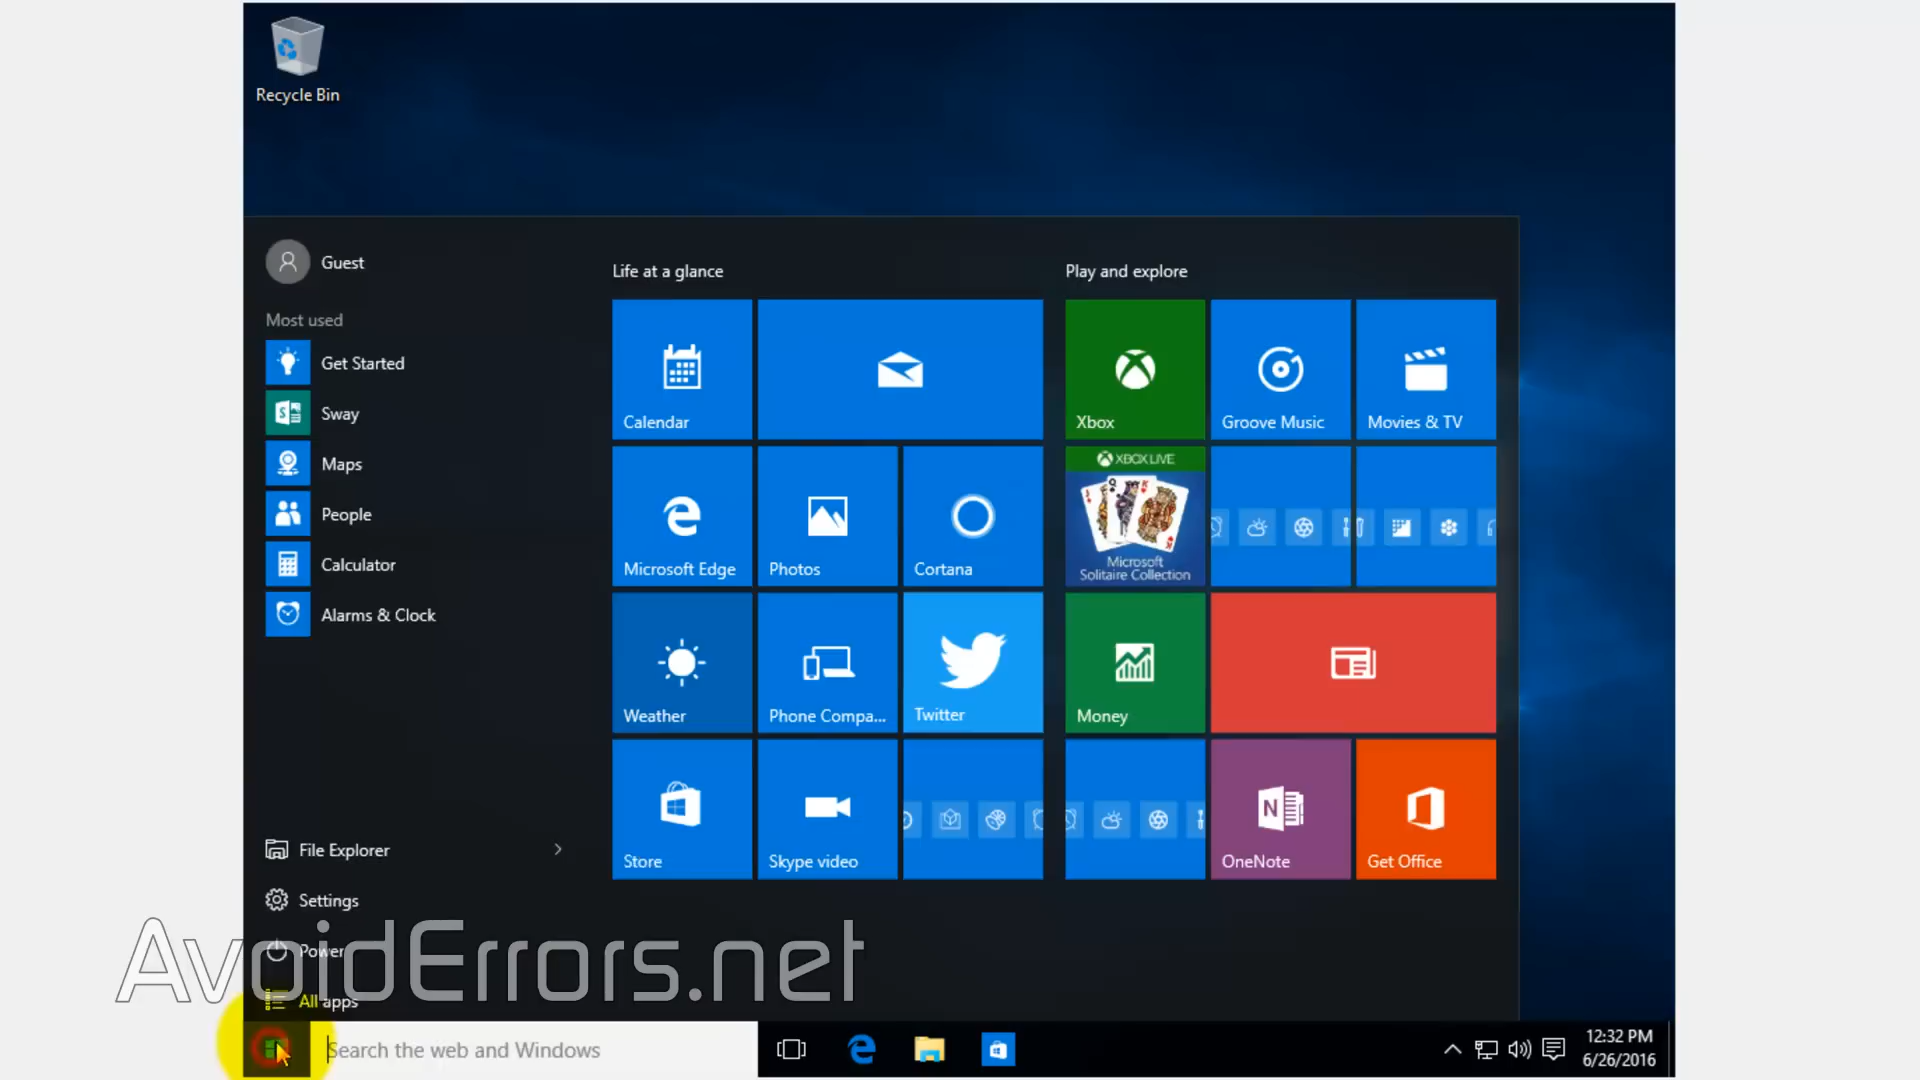 Recycle Bin
Guest
Most used
Get Started
Sway
Maps
People
Calculator
Alarms & Clock
File Explorer
Settings
Power
All apps
Life at a glance
Calendar
Microsoft Edge
Photos
Cortana
Weather
Phone Compa...
Twitter
Store
Skype video
Play and explore
Xbox
Groove Music
Movies & TV
XBOX LIVE
Microsoft
Solitaire Collection
Money
OneNote
Get Office
AvoidErrors.net
Search the web and Windows
12:32 PM
6/26/2016